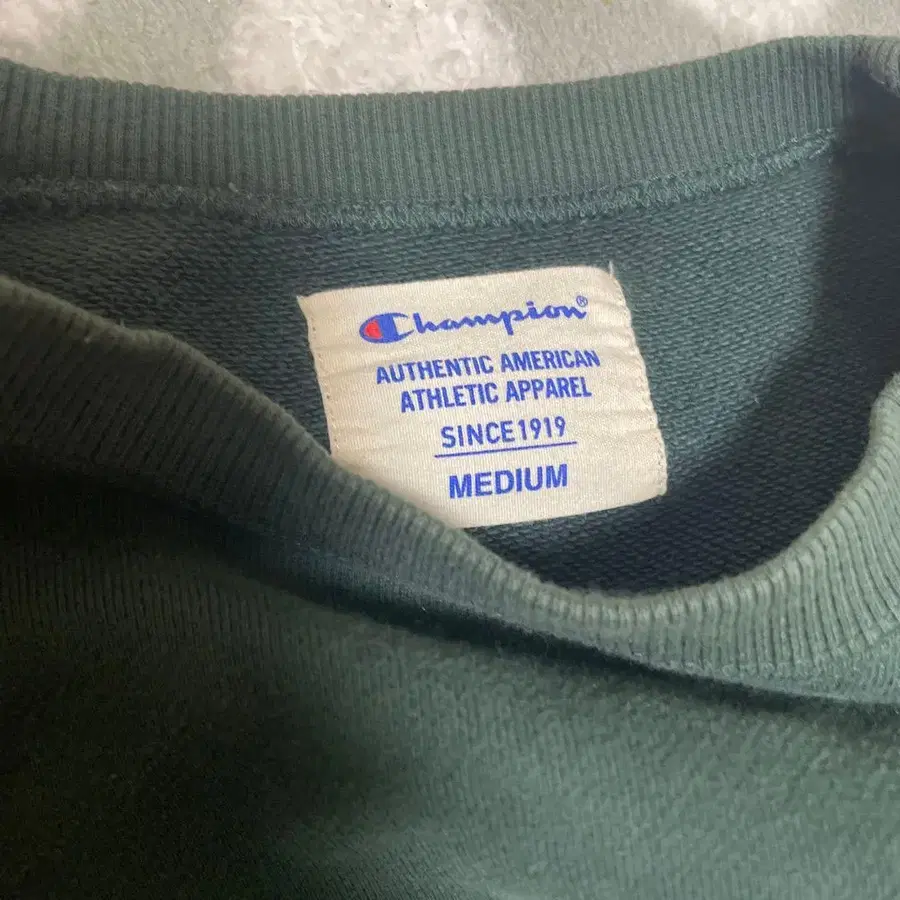 Champion®
AUTHENTIC AMERICAN
ATHLETIC APPAREL
SINCE 1919
MEDIUM